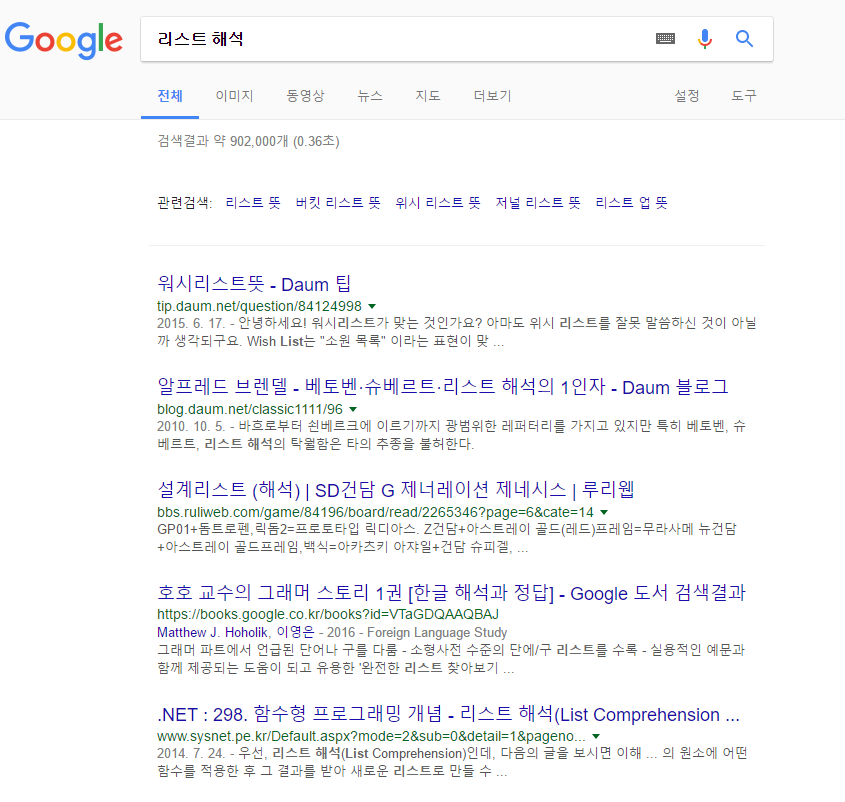 Google
리스트 해석
전체 이미지 동영상 뉴스 지도 더보기 설정 도구
검색결과 약 902,000개 (0.36초)
관련검색: 리스트 뜻 버킷 리스트 뜻 위시 리스트 뜻 저널 리스트 뜻 리스트 업 뜻
워시리스트뜻 - Daum 팁
tip.daum.net/question/84124998
2015. 6. 17. - 안녕하세요! 워시리스트가 맞는 것인가요? 아마도 위시 리스트를 잘못 말씀하신 것이 아닐
까 생각되구요. Wish List는 "소원 목록" 이라는 표현이 맞 ...
알프레드 브렌델 - 베토벤·슈베르트·리스트 해석의 1인자 - Daum 블로그
blog.daum.net/classic1111/96
2010. 10. 5. - 바흐로부터 쇤베르크에 이르기까지 광범위한 레퍼터리를 가지고 있지만 특히 베토벤, 슈
베르트, 리스트 해석의 탁월함은 타의 추종을 불허한다.
설계리스트 (해석) | SD건담 G 제너레이션 제네시스 | 루리웹
bbs.ruliweb.com/game/84196/board/read/2265346?page=6&cate=14
GP01+돔트로펜,릭돔2=프로토타입 릭디아스. Z건담+아스트레이 골드(레드)프레임=무라사메 뉴건담
+아스트레이 골드프레임,백식=아카츠키 아쟈일+건담 슈피겔, ...
호호 교수의 그래머 스토리 1권 [한글 해석과 정답] - Google 도서 검색결과
https://books.google.co.kr/books?id=VTaGDQAAQBAJ
Matthew J. Hoholik, 이영은 - 2016 - Foreign Language Study
그래머 파트에서 언급된 단어나 구를 다룸 - 소형사전 수준의 단에/구 리스트를 수록 - 실용적인 예문과
함께 제공되는 도움이 되고 유용한 '완전한 리스트 찾아보기 ...
.NET : 298. 함수형 프로그래밍 개념 - 리스트 해석(List Comprehension ...
www.sysnet.pe.kr/Default.aspx?mode=2&sub=0&detail=1&pageno...
2014. 7. 24. - 우선, 리스트 해석(List Comprehension)인데, 다음의 글을 보시면 이해 ... 의 원소에 어떤
함수를 적용한 후 그 결과를 받아 새로운 리스트로 만들 수 ...